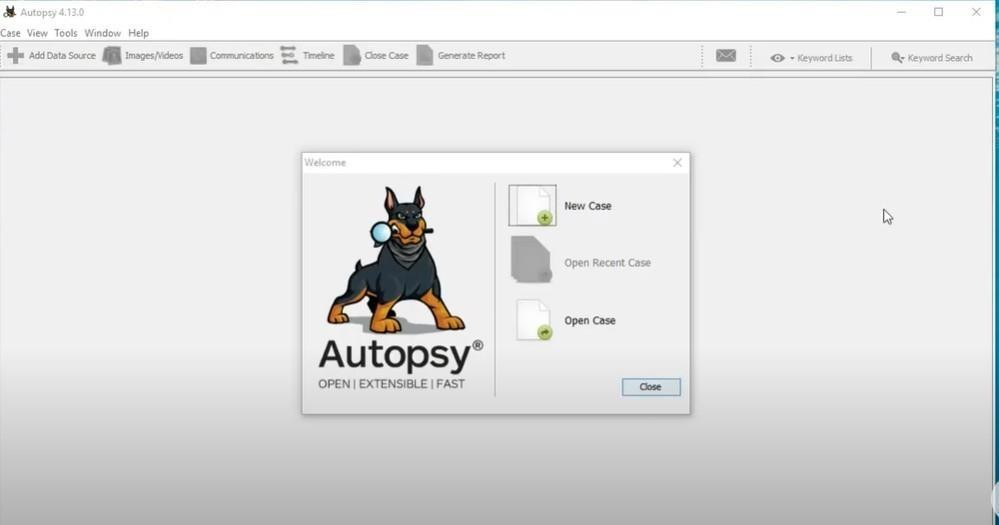 Autopsy 4.13.0
Case View Tools Window Help
Add Data Source Images/Videos Communications Timeline Close Case Generate Report Keyword Lists Keyword Search
Welcome
New Case
Open Recent Case
Open Case
Autopsy®
OPEN | EXTENSIBLE | FAST
Close